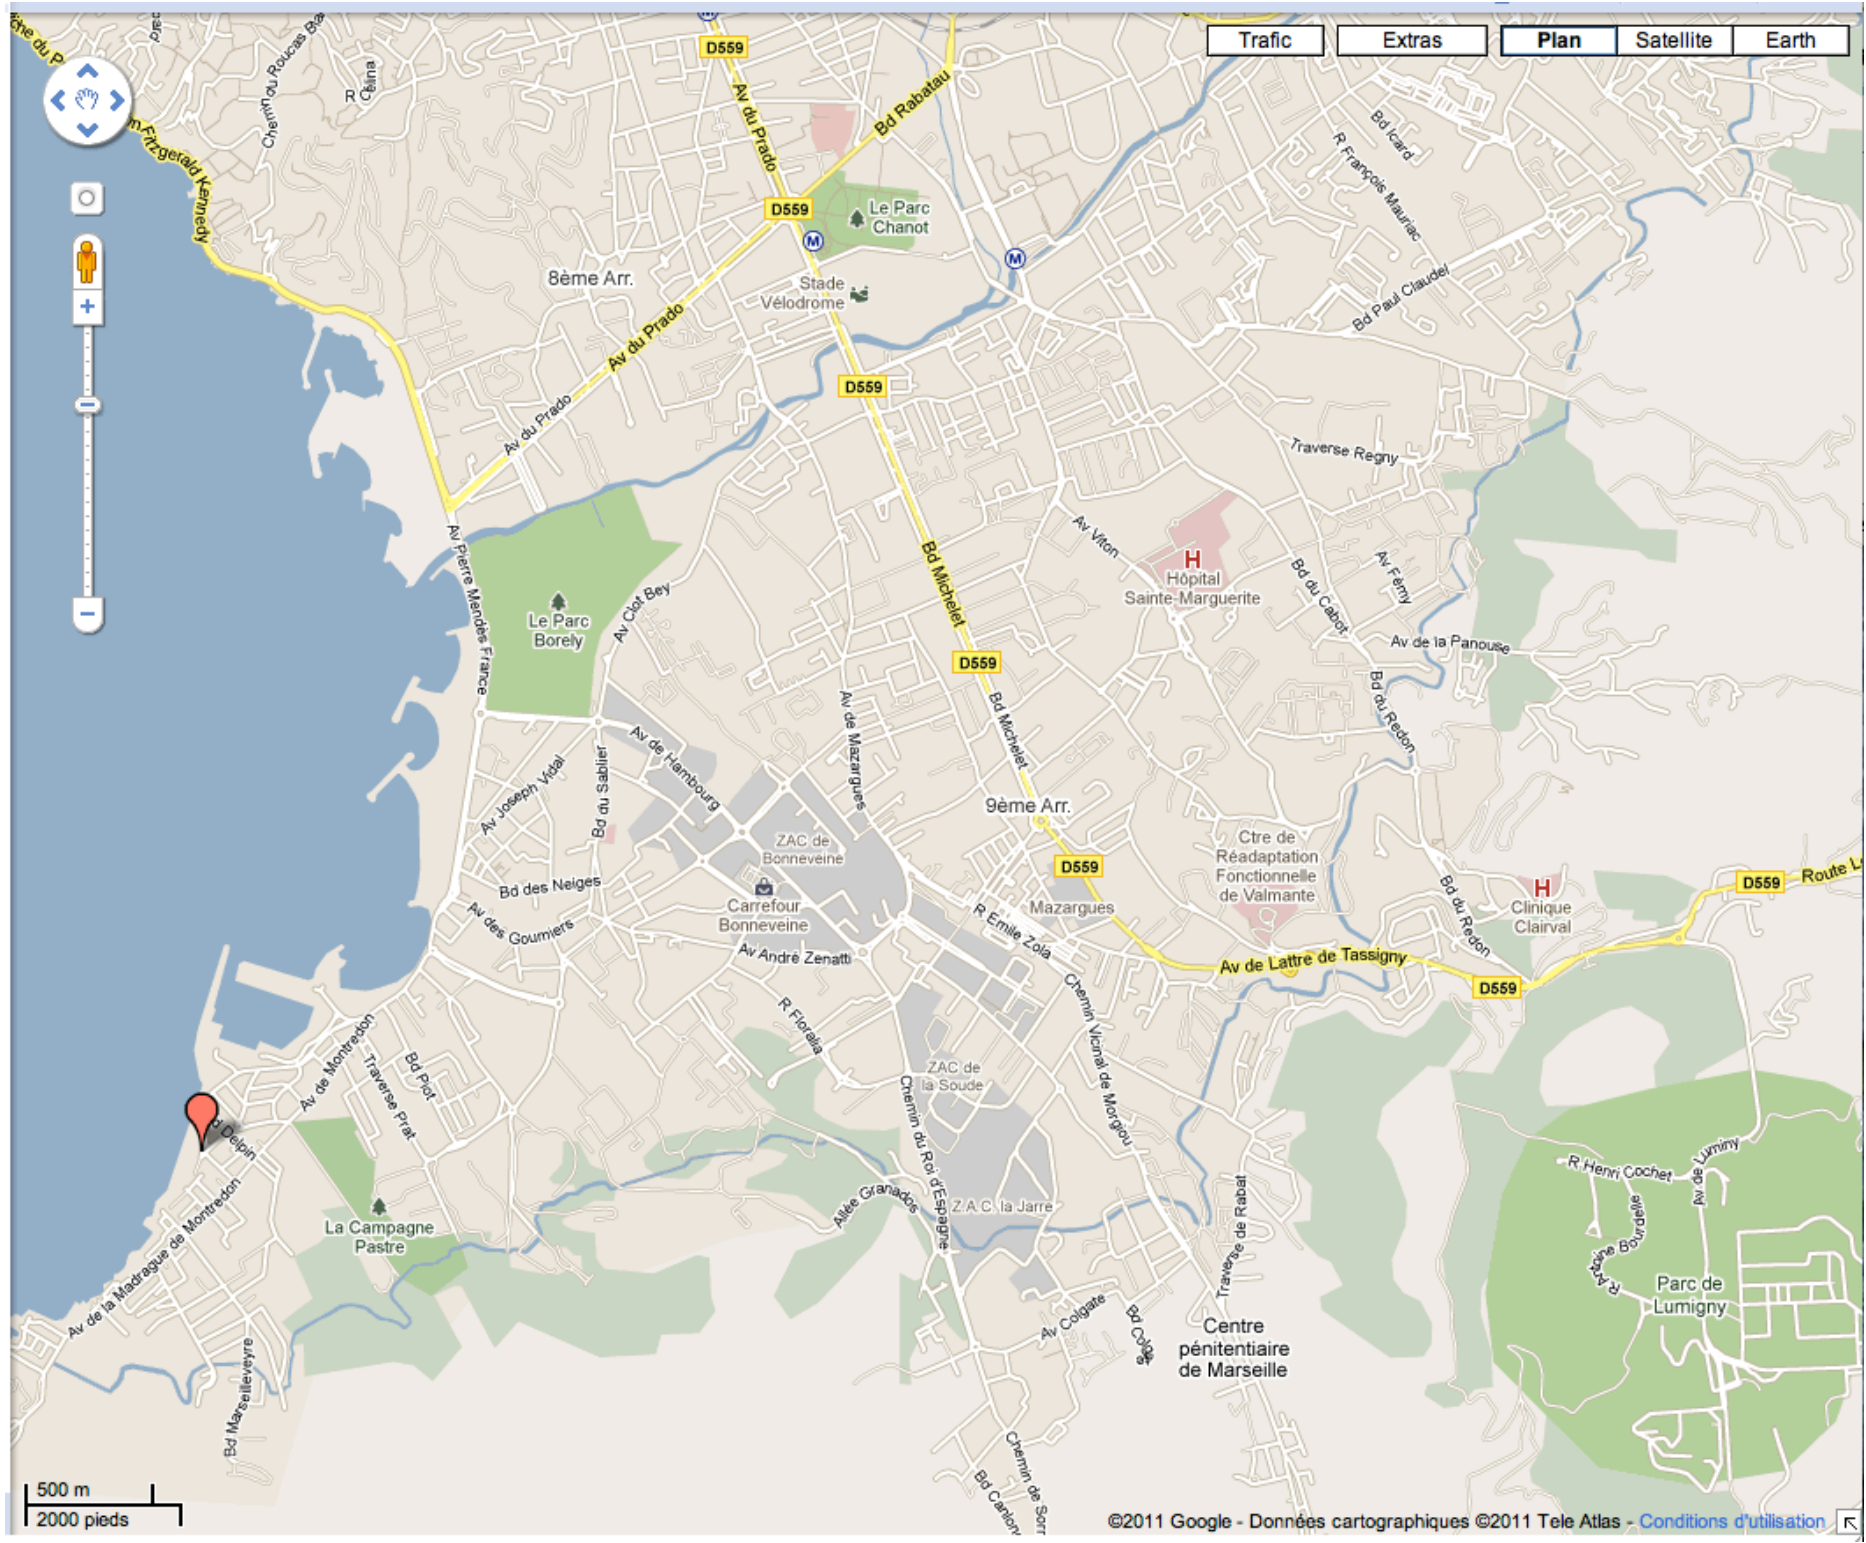 Trafic
Extras
Plan
Satellite
Earth
D559
Chemin du Roucas Bla
R Célina
m Fitzgerald Kennedy
Av du Prado
Bd Rabatau
Bd Icard
R François Mauriac
D559
Le Parc
Chanot
M
M
8ème Arr.
Stade
Vélodrome
Av du Prado
Bd Paul Claudel
D559
Av du Prado
Traverse Regny
Av Viton
H
Hôpital
Sainte-Marguerite
Av Pierre Mendès France
Bd Michelet
Bd du Cabot
Av Fémy
Le Parc
Borely
Av Clot Bey
Av de la Panouse
D559
Bd Michelet
Bd du Redon
Av de Mazargues
Av de Hambourg
Av Joseph Vidal
Bd du Sablier
9ème Arr.
ZAC de
Bonneveine
D559
Ctre de
Réadaptation
Fonctionnelle
de Valmante
D559
Route L
Bd des Neiges
Carrefour
Bonneveine
Mazargues
H
Clinique
Clairval
Bd du Redon
Av des Goumiers
R Emile Zola
Av André Zenatti
Av de Lattre de Tassigny
D559
R Floralia
Chemin Vicinal de Morgiou
Av de Montredon
Traverse Prat
Bd Piot
ZAC de
la Soude
Chemin du Roi d'Espagne
d Delpin
Av de Luminy
R Henri Cochet
Allée Granados
Z.A.C. la Jarre
Traverse de Rabat
La Campagne
Pastre
R Antoine Bourdelle
Av de la Madrague de Montredon
Parc de
Lumigny
Av Colgate
Bd Colgate
Centre
pénitentiaire
de Marseille
Bd Marseilleveyre
Chemin de Sorm
Bd Canlon
500 m
2000 pieds
©2011 Google - Données cartographiques ©2011 Tele Atlas - Conditions d'utilisation